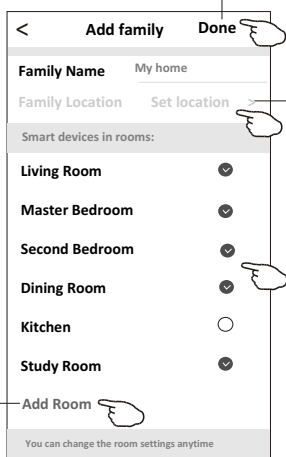 < Add family Done
Family Name My home
Family Location Set location >
Smart devices in rooms:
Living Room
Master Bedroom
Second Bedroom
Dining Room
Kitchen
Study Room
Add Room
You can change the room settings anytime